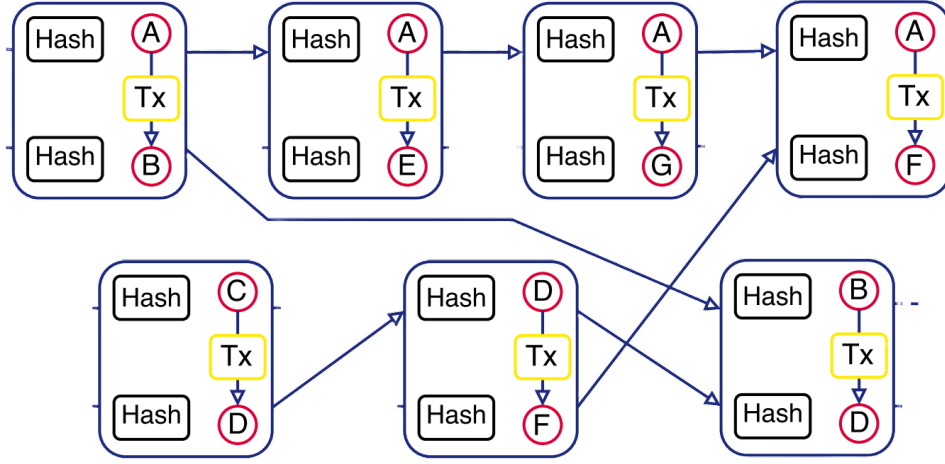 Hash A Hash A Hash A Hash A
Tx Tx Tx Tx
Hash B Hash E Hash G Hash F
Hash C Hash D Hash B
Tx Tx Tx
Hash D Hash F Hash D